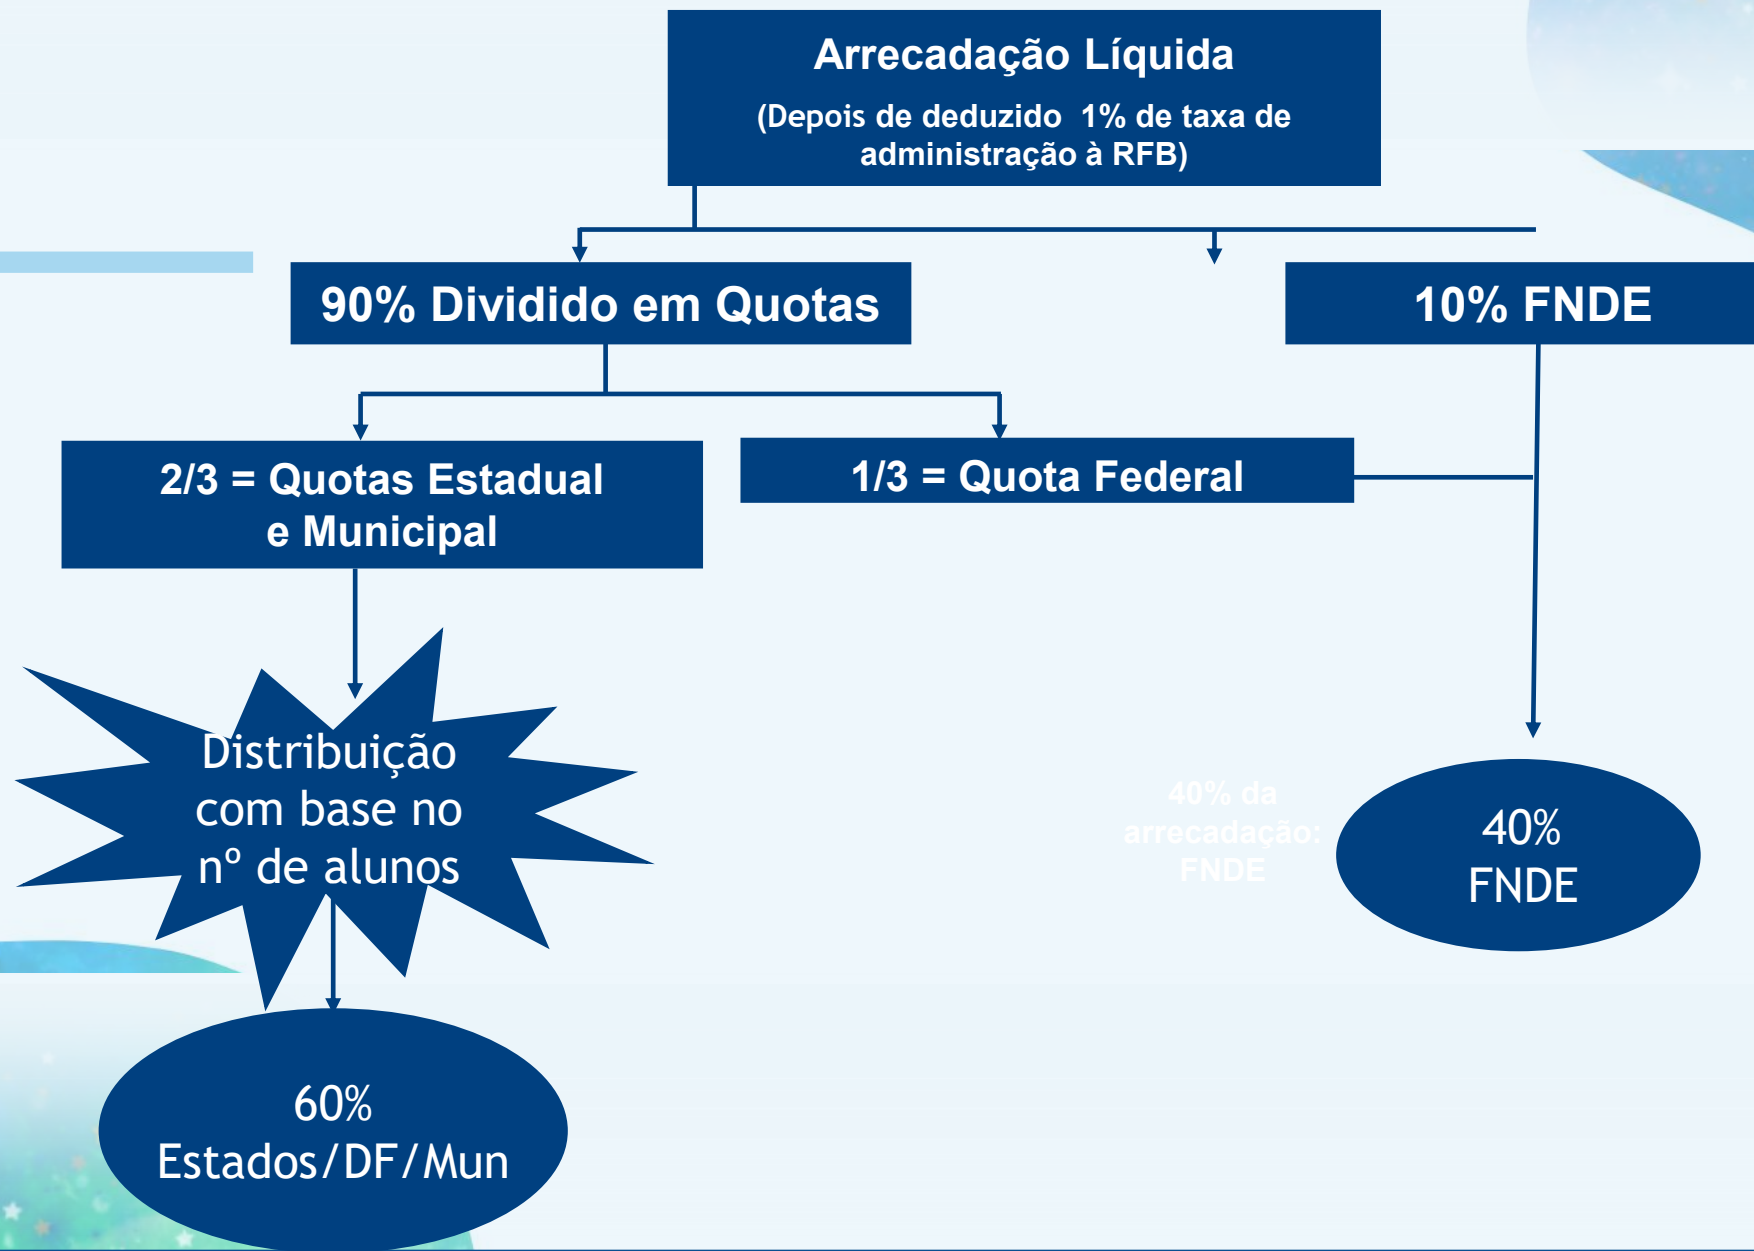 Arrecadação Líquida
(Depois de deduzido 1% de taxa de
administração à RFB)
90% Dividido em Quotas
10% FNDE
2/3 = Quotas Estadual
e Municipal
1/3 = Quota Federal
Distribuição
com base no
nº de alunos
40% da
arrecadação:
FNDE
40%
FNDE
60%
Estados/DF/Mun